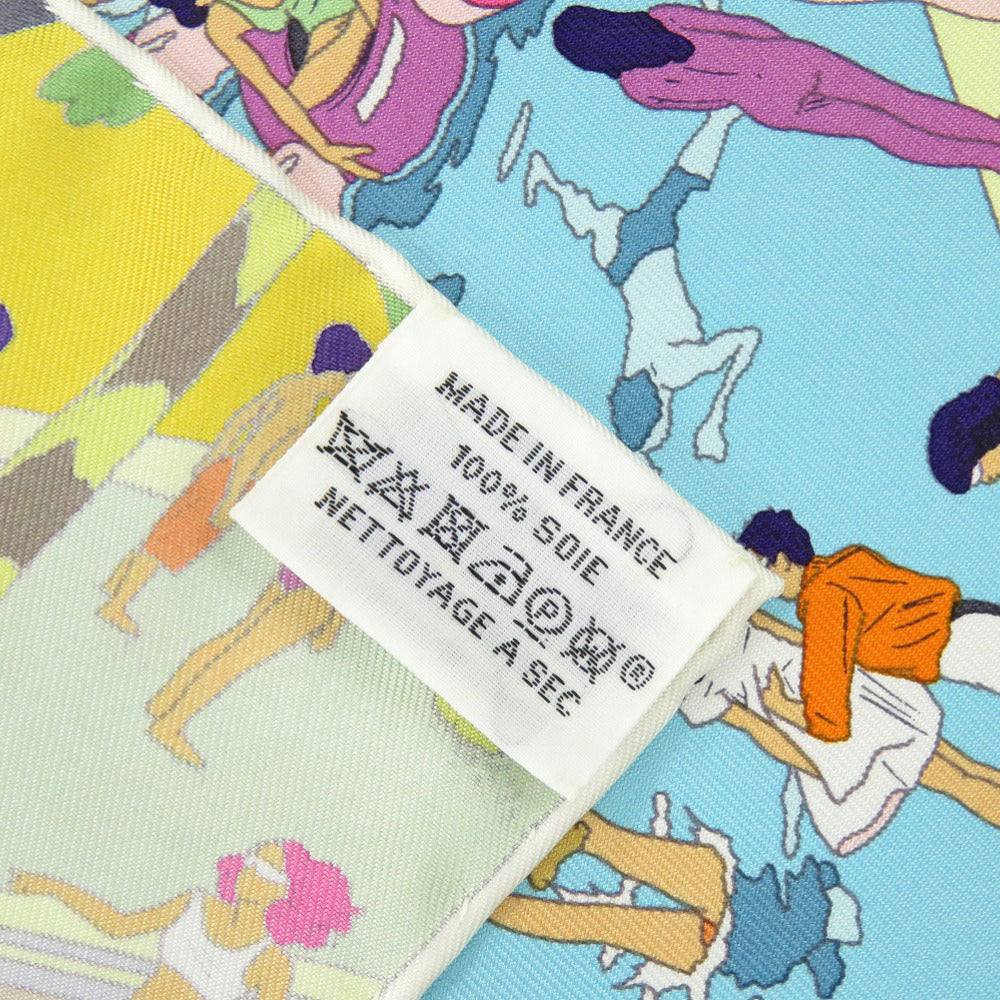 MADE IN FRANCE
100% SOIE
P ®
NETTOYAGE A SEC